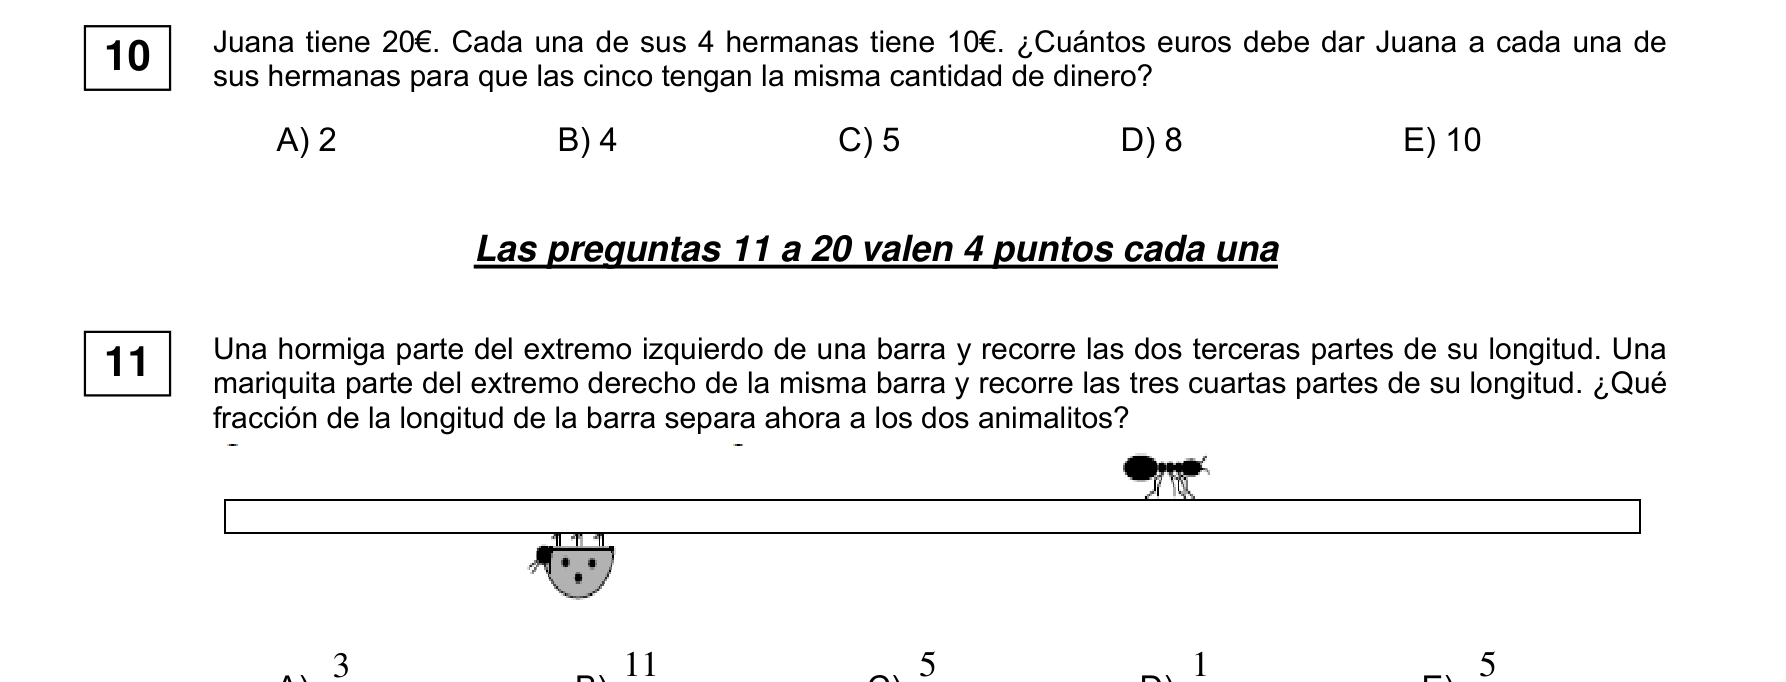 10
Juana tiene 20€. Cada una de sus 4 hermanas tiene 10€. ¿Cuántos euros debe dar Juana a cada una de
sus hermanas para que las cinco tengan la misma cantidad de dinero?
A) 2 B) 4 C) 5 D) 8 E) 10
Las preguntas 11 a 20 valen 4 puntos cada una
11
Una hormiga parte del extremo izquierdo de una barra y recorre las dos terceras partes de su longitud. Una
mariquita parte del extremo derecho de la misma barra y recorre las tres cuartas partes de su longitud. ¿Qué
fracción de la longitud de la barra separa ahora a los dos animalitos?
A) 3 B) 11 C) 5 D) 1 E) 5